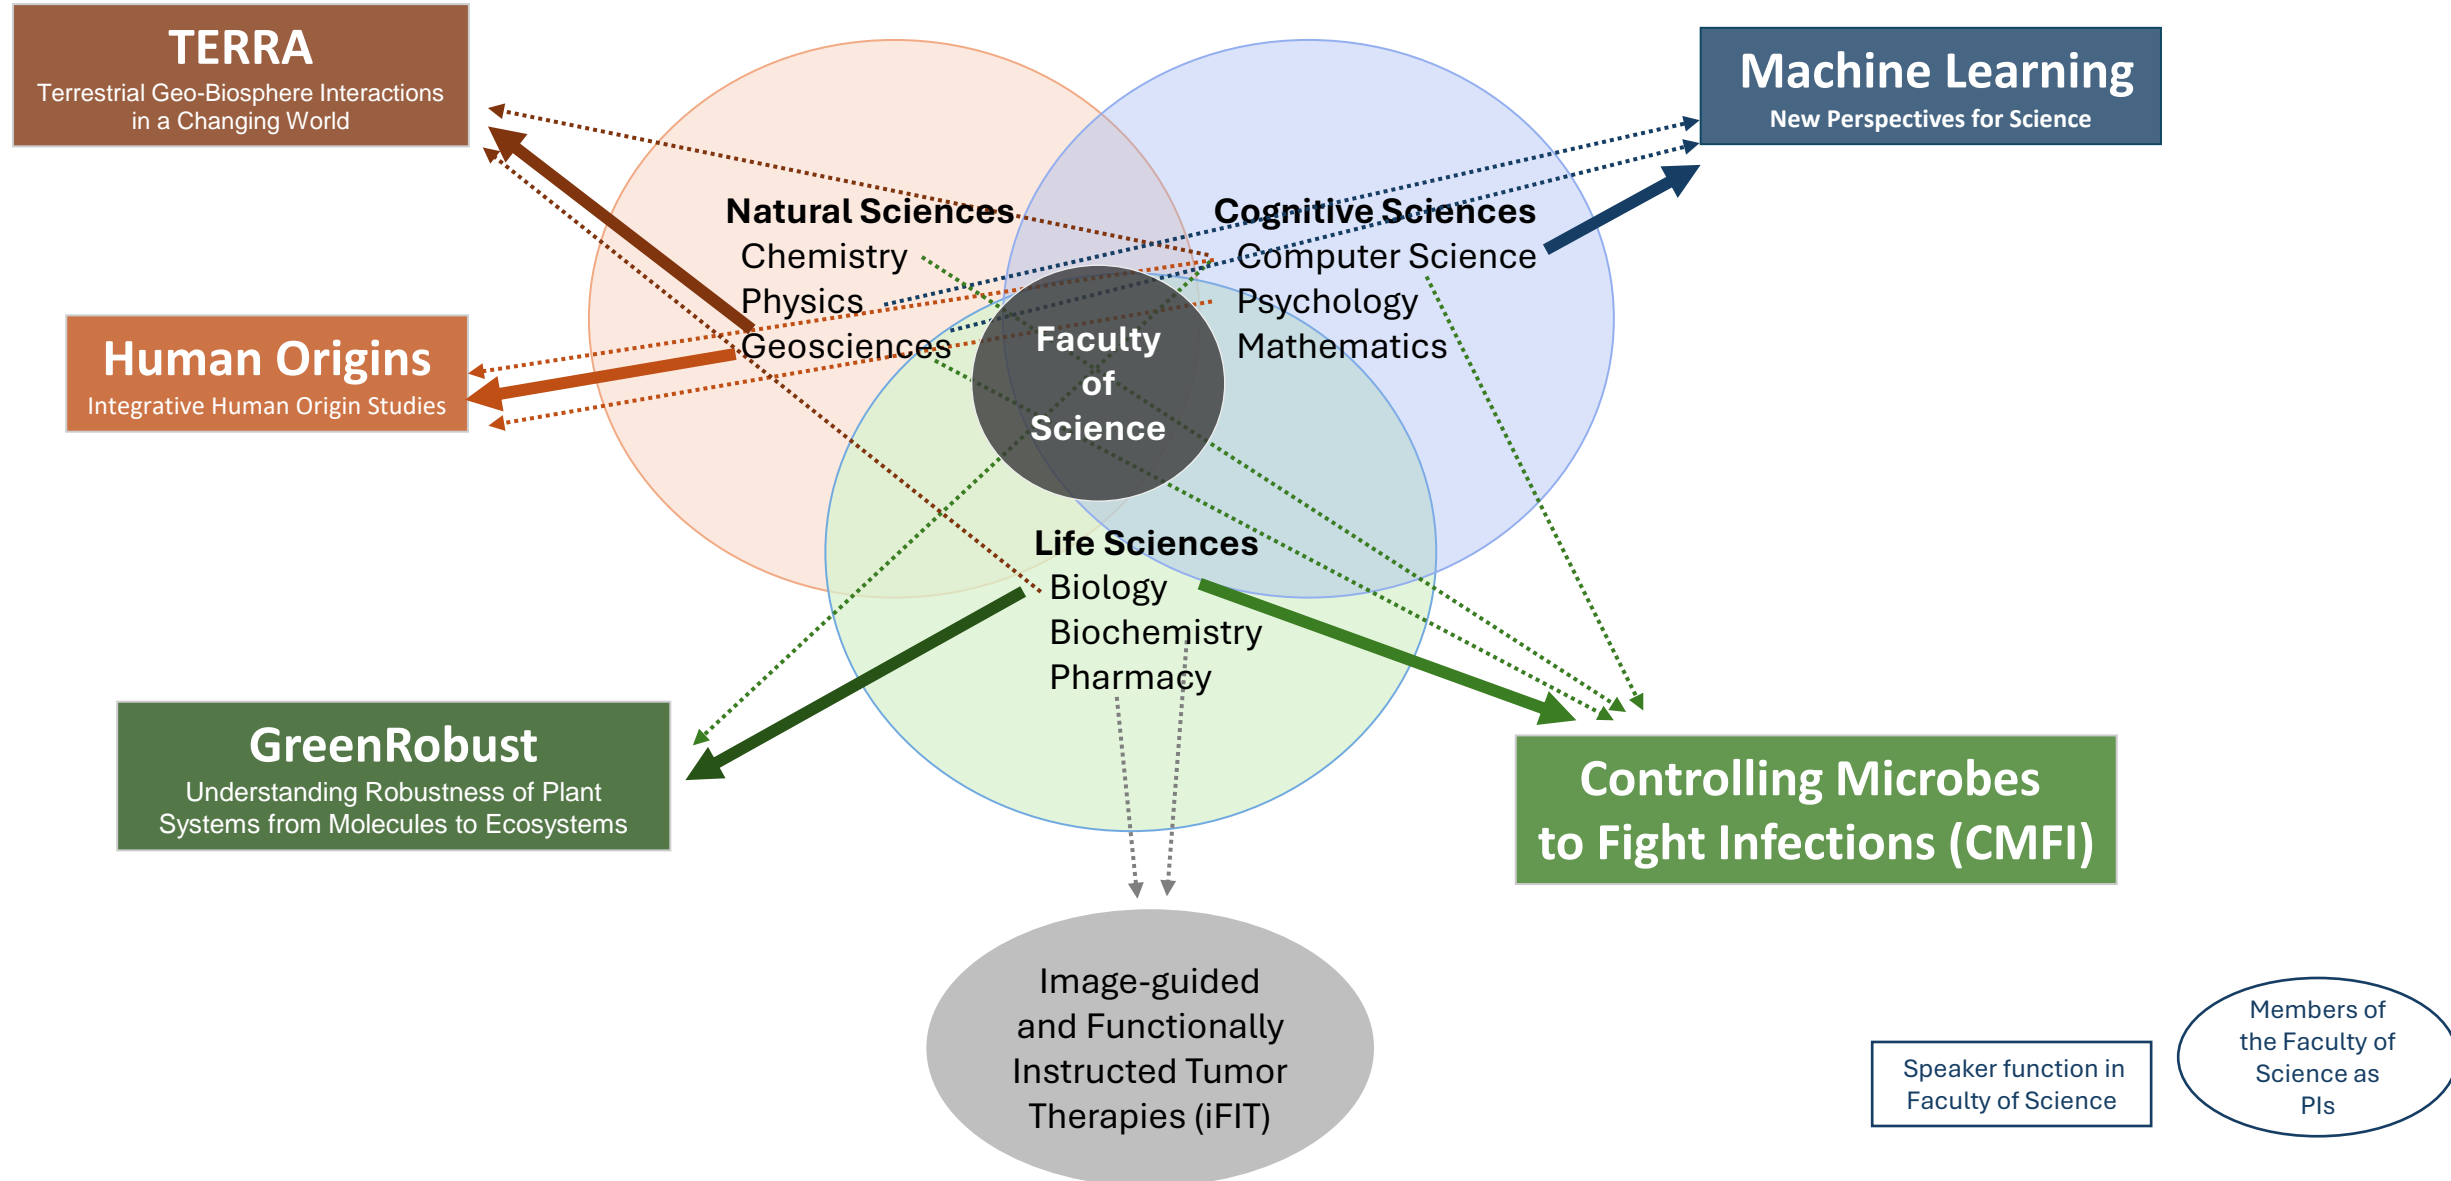 TERRA
Terrestrial Geo-Biosphere Interactions
in a Changing World
Machine Learning
New Perspectives for Science
Natural Sciences
Chemistry
Physics
Geosciences
Cognitive Sciences
Computer Science
Psychology
Mathematics
Faculty
of
Science
Human Origins
Integrative Human Origin Studies
Life Sciences
Biology
Biochemistry
Pharmacy
GreenRobust
Understanding Robustness of Plant
Systems from Molecules to Ecosystems
Controlling Microbes
to Fight Infections (CMFI)
Image-guided
and Functionally
Instructed Tumor
Therapies (iFIT)
Speaker function in
Faculty of Science
Members of
the Faculty of
Science as
PIs